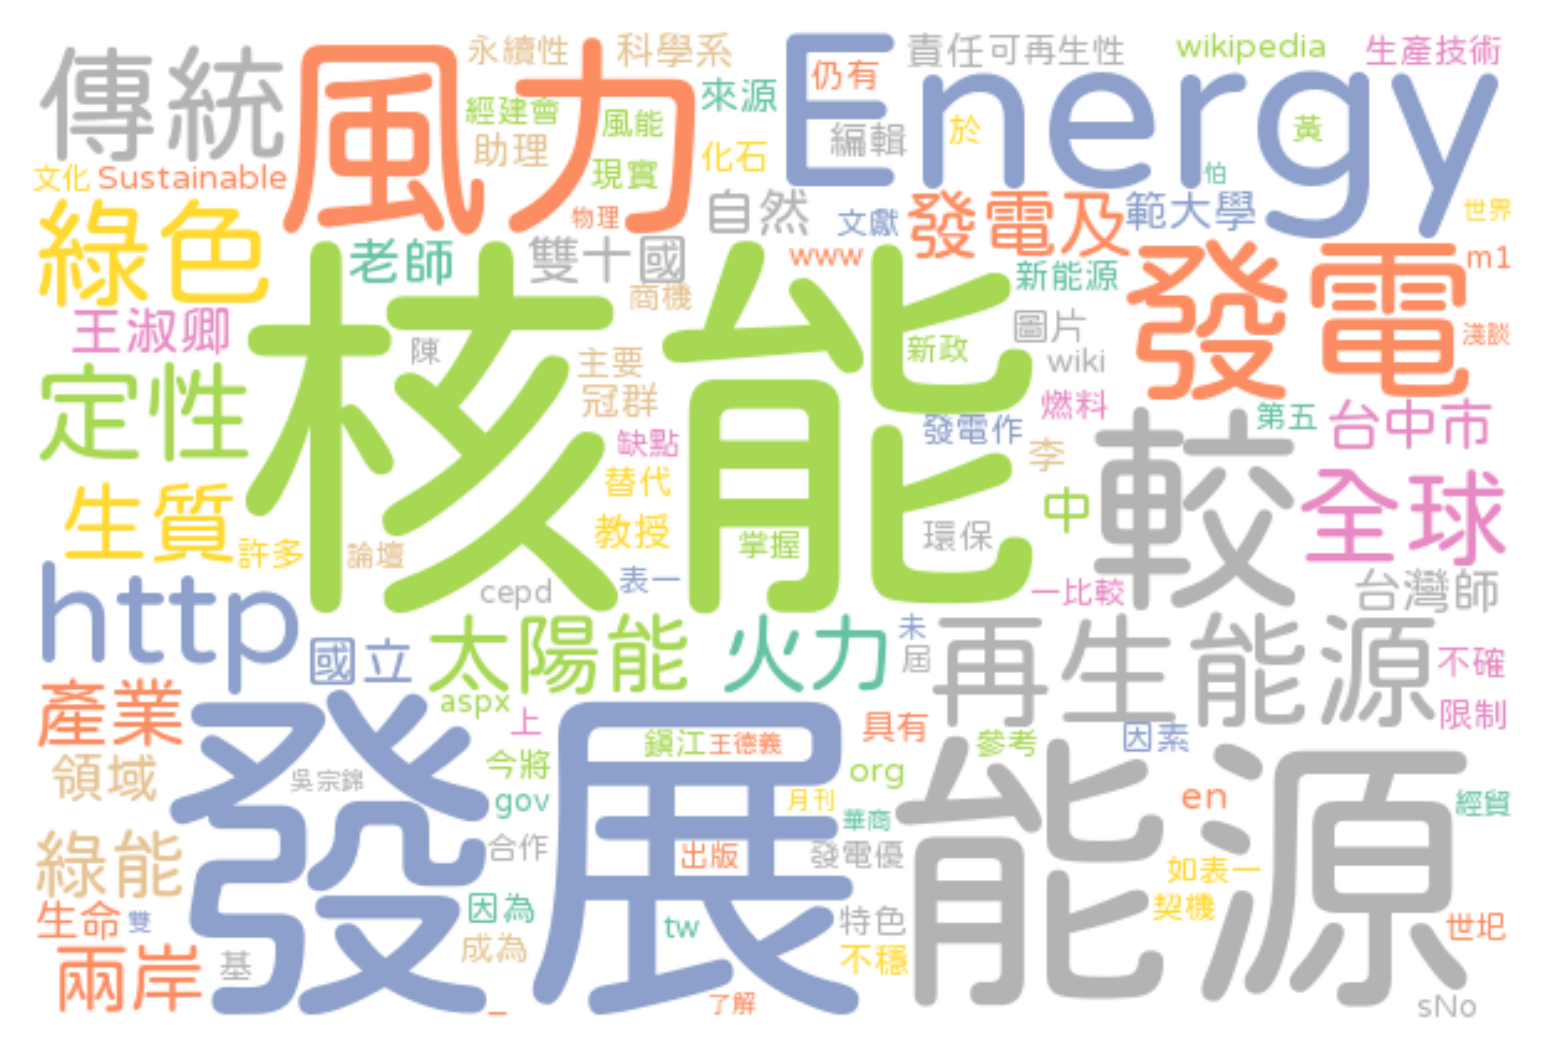 傳統
風力
永續性
科學系
Energy
仍有
責任
可再生性
wikipedia
生產技術
經建會
風能
來源
編輯
於
黃
助理
現實
化石
怕
文化
Sustainable
物理
自然
文獻
發電及
範大學
世界
綠色
老師
雙十國
www
新能源
發電
m1
商機
王淑卿
核能
陳
主要
新政
圖片
wiki
淺談
定性
冠群
燃料
第五
台中市
缺點
發電作
李
較
生質
替代
中
全球
許多
論壇
教授
掌握
環保
http
cepd
表一
一比較
台灣師
國立
太陽能
火力
未
屆
再生能源
不確
產業
aspx
上
具有
因素
限制
發展
鎮江
王德義
參考
領域
吳宗錦
今將
org
能源
gov
月刊
華商
en
經貿
綠能
合作
出版
發電優
如表一
生命
雙
因為
tw
特色
契機
世圯
兩岸
基
成為
不穩
_
了解
sNo